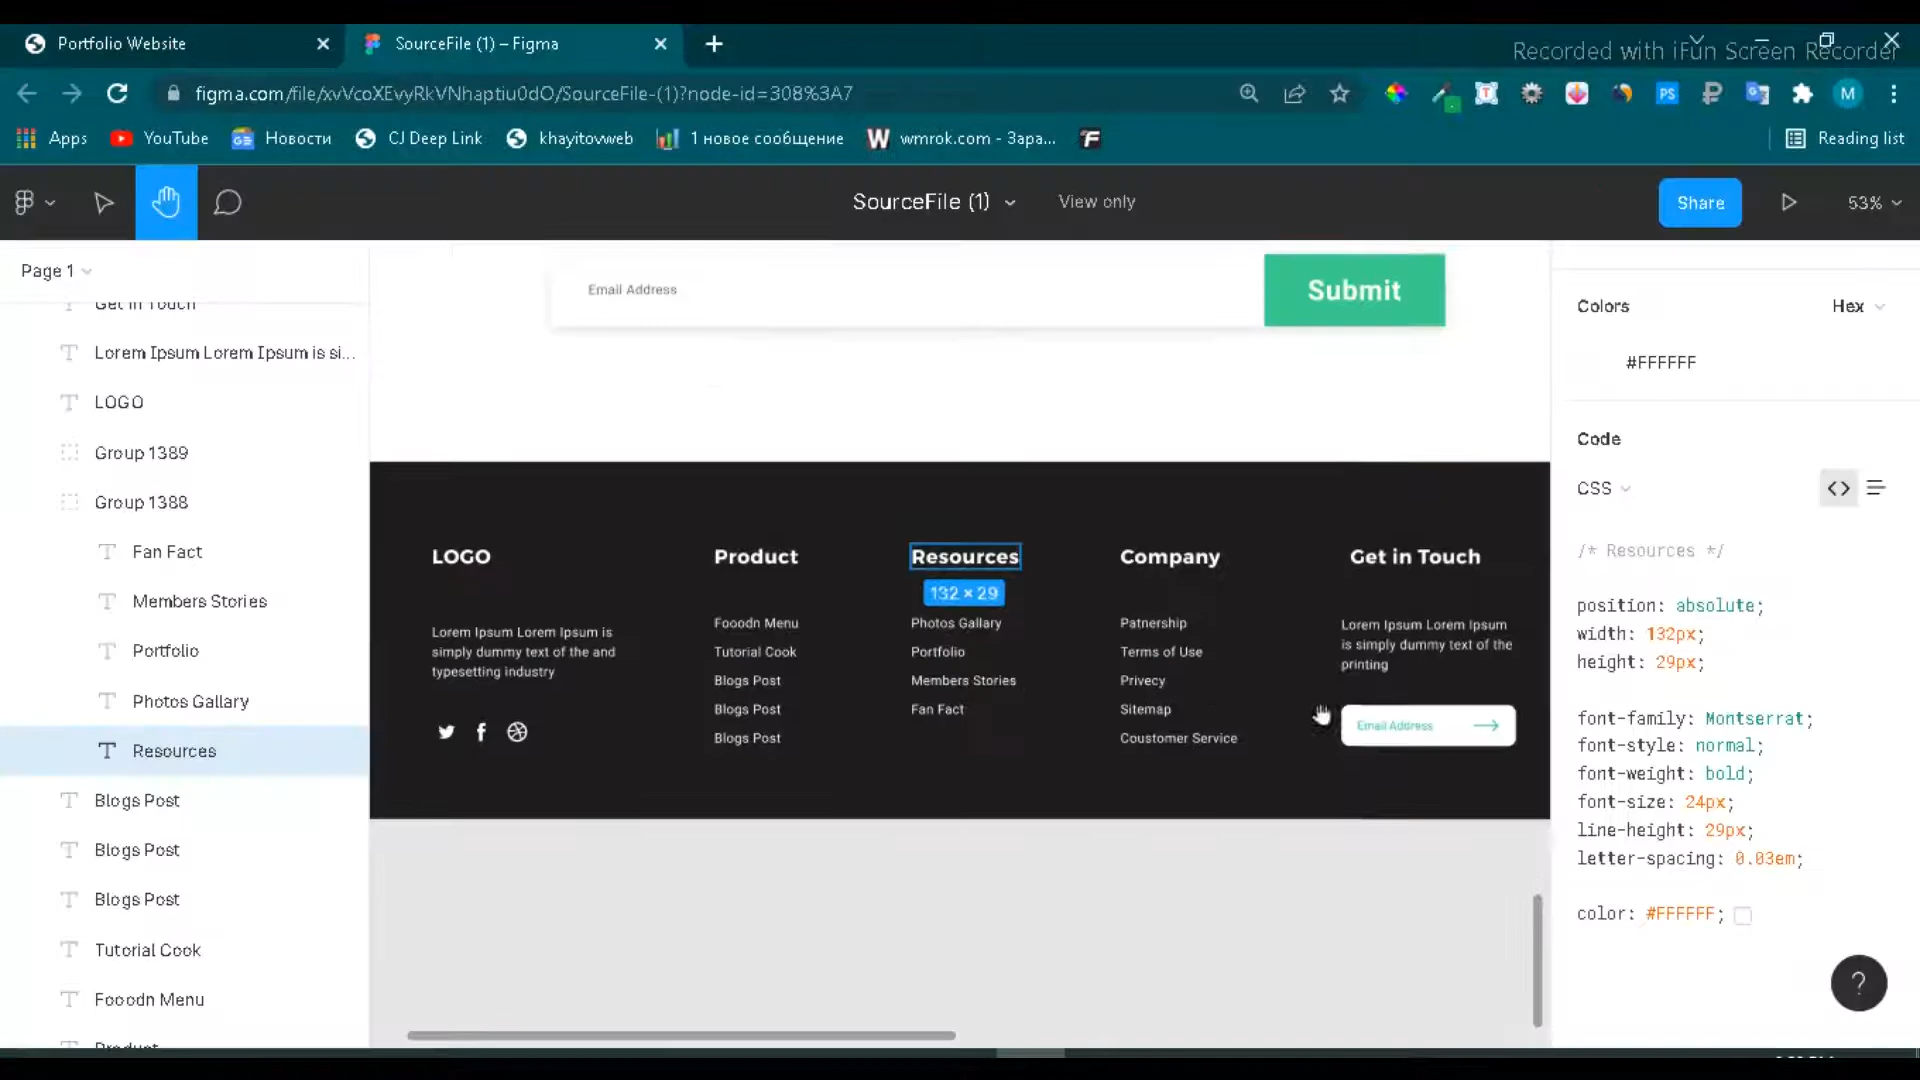 Portfolio Website
SourceFile (1) – Figma
Recorded with iFun Screen Recorder
figma.com/file/xvVcoXEvyRkVNhaptiu0dO/SourceFile-(1)?node-id=308%3A7
PS
M
Apps
YouTube
Новости
CJ Deep Link
khayitovweb
1 новое сообщение
W wmrok.com - Зара...
Reading list
SourceFile (1)
View only
Share
53%
Page 1
Get in Touch
Lorem Ipsum Lorem Ipsum is si...
LOGO
Group 1389
Group 1388
Fan Fact
Members Stories
Portfolio
Photos Gallary
Resources
Blogs Post
Blogs Post
Blogs Post
Tutorial Cook
Fooodn Menu
Product
Email Address
Submit
LOGO
Lorem Ipsum Lorem Ipsum is
simply dummy text of the and
typesetting industry
Product
Fooodn Menu
Tutorial Cook
Blogs Post
Blogs Post
Blogs Post
Resources
132 × 29
Photos Gallary
Portfolio
Members Stories
Fan Fact
Company
Patnership
Terms of Use
Privecy
Sitemap
Coustomer Service
Get in Touch
Lorem Ipsum Lorem Ipsum
is simply dummy text of the
printing
Email Address
Colors
Hex
#FFFFFF
Code
CSS
/* Resources */
position: absolute;
width: 132px;
height: 29px;
font-family: Montserrat;
font-style: normal;
font-weight: bold;
font-size: 24px;
line-height: 29px;
letter-spacing: 0.03em;
color: #FFFFFF;
?